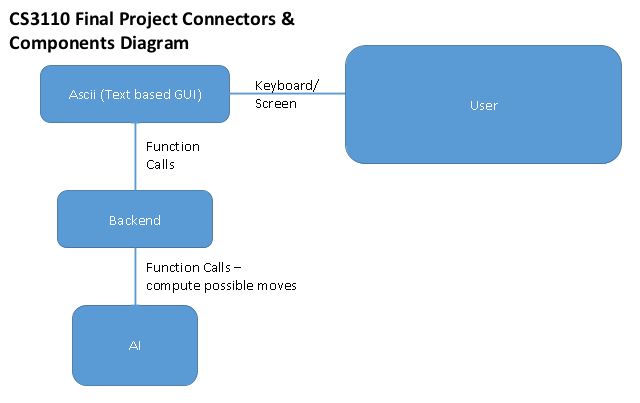 CS3110 Final Project Connectors &
Components Diagram
Ascii (Text based GUI)
Keyboard/
Screen
User
Function
Calls
Backend
Function Calls –
compute possible moves
AI